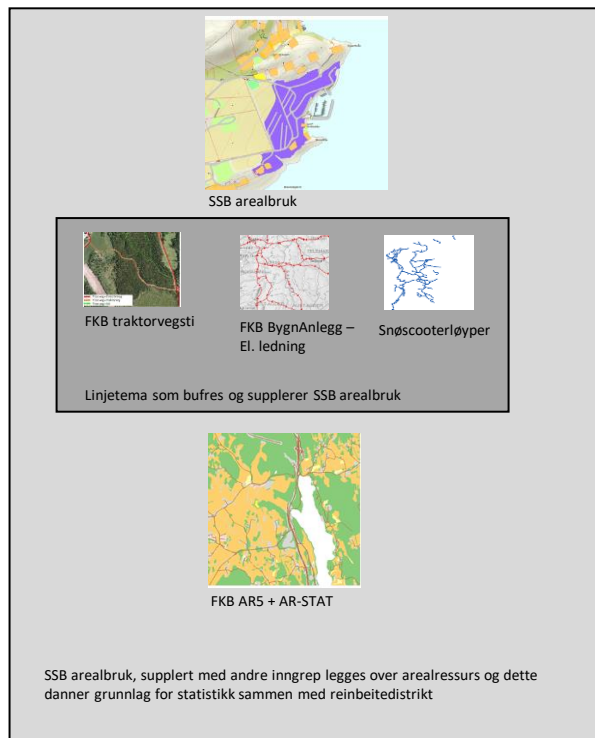 SSB arealbruk
FKB traktorvegsti
FKB BygnAnlegg –
El. ledning
Snøscooterløyper
Linjetema som bufres og supplerer SSB arealbruk
FKB AR5 + AR-STAT
SSB arealbruk, supplert med andre inngrep legges over arealressurs og dette
danner grunnlag for statistikk sammen med reinbeitedistrikt